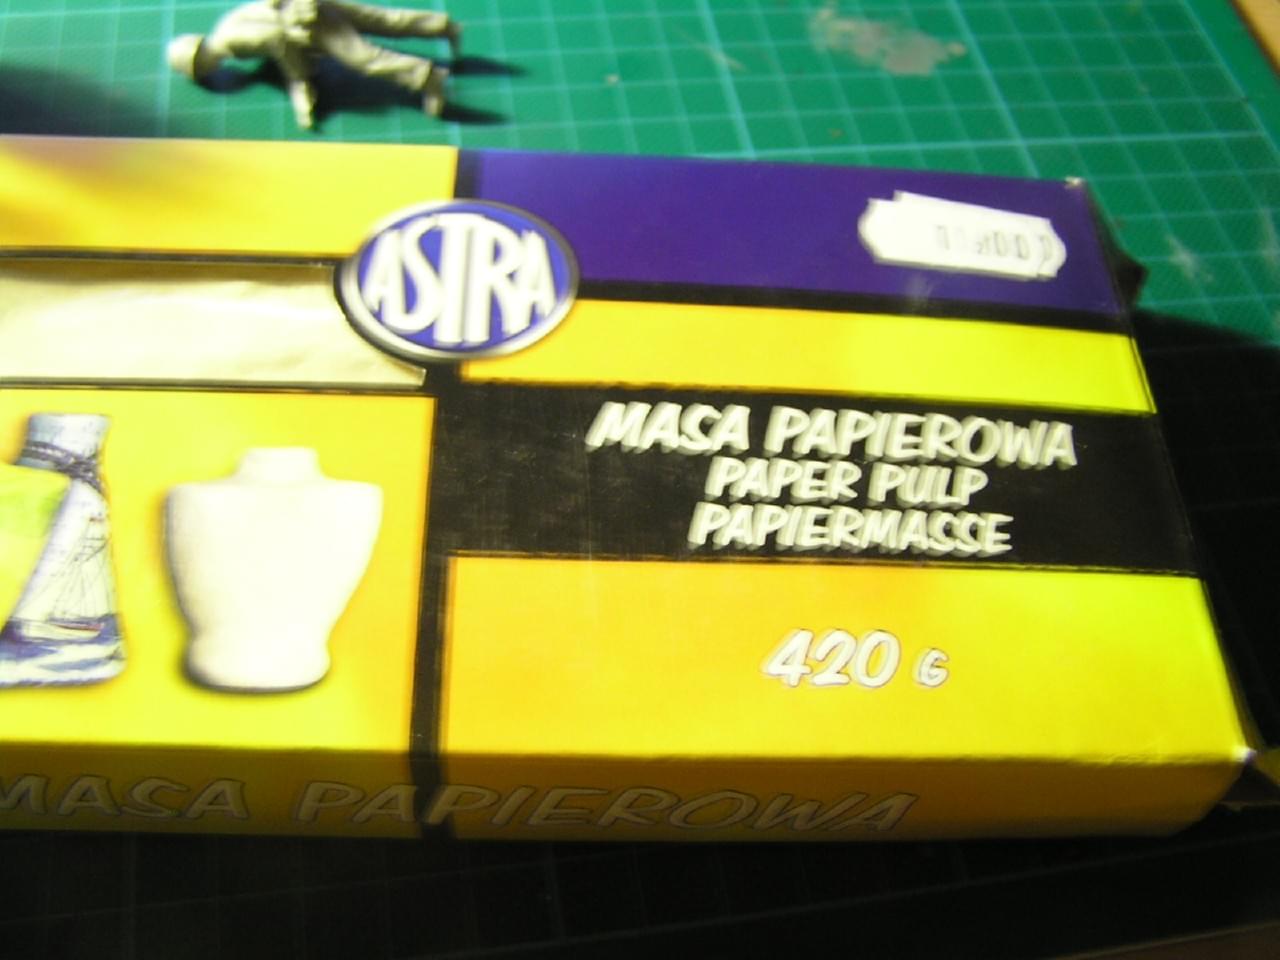 ASTRA
MASA PAPIEROWA
PAPER PULP
PAPIERMASSE
420 G
MASA PAPIEROWA